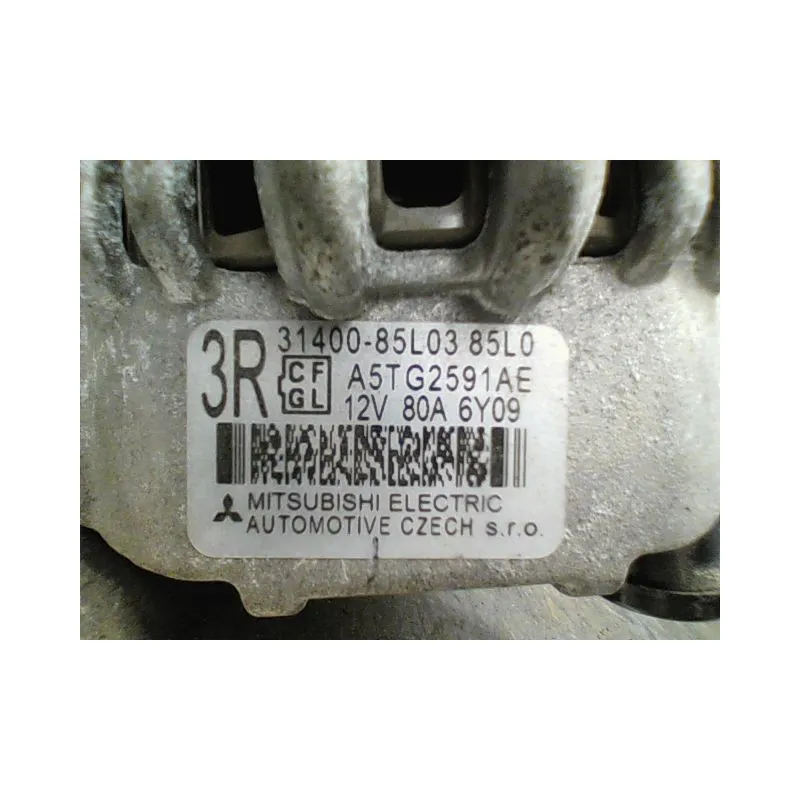 3R
31400-85L03 85L0
CF
GL
A5TG2591AE
12V 80A 6Y09
MITSUBISHI ELECTRIC
AUTOMOTIVE CZECH s.r.o.